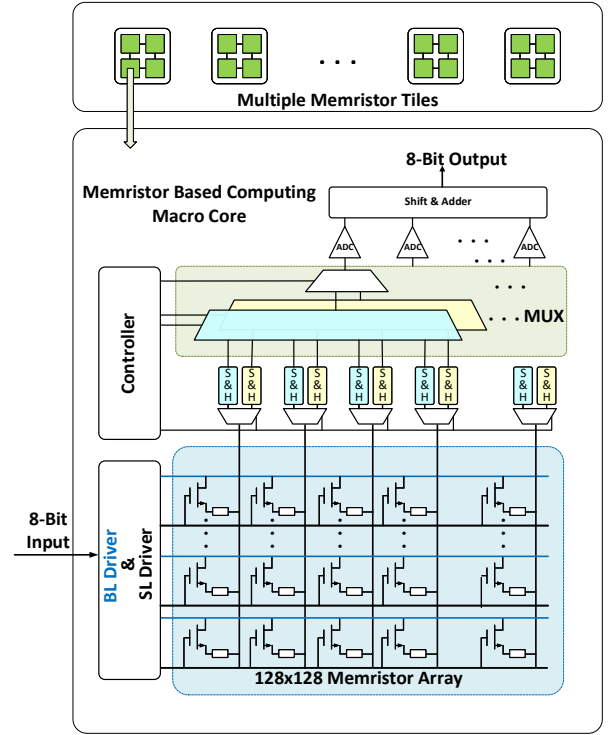 . . .
Multiple Memristor Tiles
8-Bit Output
Memristor Based Computing
Macro Core
Shift & Adder
ADC ADC . . . . ADC
. . .
. . .
. . . MUX
Controller
S&H S&H S&H S&H S&H S&H S&H S&H S&H S&H S&H S&H
8-Bit
Input
BL Driver
&
SL Driver
128x128 Memristor Array